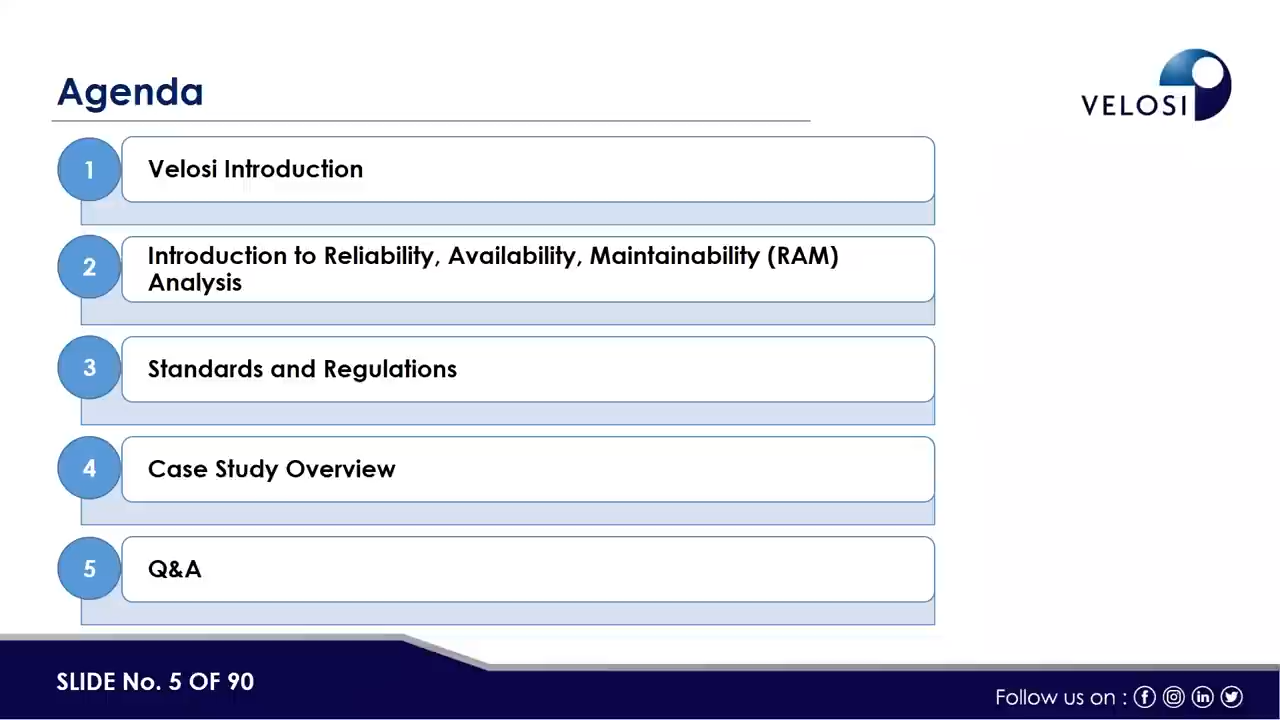 Agenda
VELOSI
1
Velosi Introduction
2
Introduction to Reliability, Availability, Maintainability (RAM)
Analysis
3
Standards and Regulations
4
Case Study Overview
5
Q&A
SLIDE No. 5 OF 90
Follow us on :